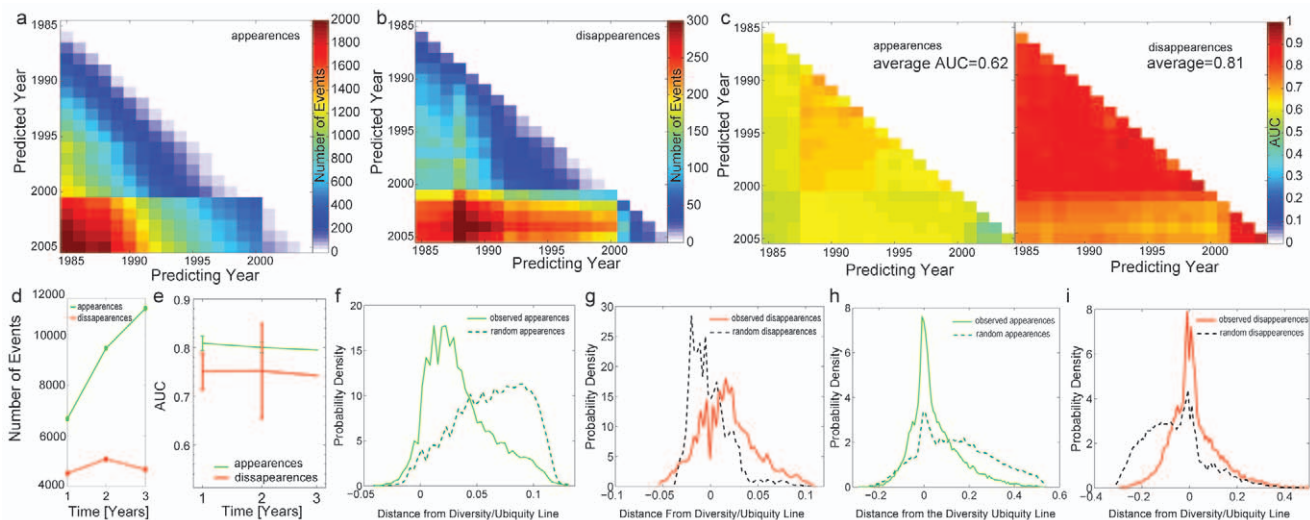 a
1985
1990
1995
2000
2005
Predicted Year
1985 1990 1995 2000
Predicting Year
appearences
2000
1800
1600
1400
1200
1000
800
600
400
200
0
Number of Events
b
1985
1990
1995
2000
2005
Predicted Year
1985 1990 1995 2000
Predicting Year
disappearences
300
250
200
150
100
50
0
Number of Events
c
1985
1990
1995
2000
2005
Predicted Year
appearences
average AUC=0.62
1985 1990 1995 2000
Predicting Year
disappearences
average=0.81
1985 1990 1995 2000
Predicting Year
1
0.9
0.8
0.7
0.6
0.5
0.4
0.3
0.2
0.1
0
AUC
d
12000
10000
8000
6000
4000
Number of Events
appearences
dissapearences
1 2 3
Time [Years]
e
0.9
0.8
0.7
0.6
AUC
appearences
dissapearences
1 2 3
Time [Years]
f
20
15
10
5
0
Probability Density
observed appearences
random appearences
−0.05 0 0.05 0.1
Distance from Diversity/Ubiquity Line
g
30
25
20
15
10
5
0
Probability Density
observed disappearences
random disappearences
−0.1 −0.05 0 0.05 0.1
Distance From Diversity/Ubiquity Line
h
8
6
4
2
0
Probability Density
observed appearences
random appearences
−0.2 0 0.2 0.4 0.6
Distance from the Diversity Ubiquity Line
i
8
6
4
2
0
Probability Density
observed disappearences
random disappearences
−0.4 −0.2 0 0.2 0.4
Distance from Diversity/Ubiquity Line